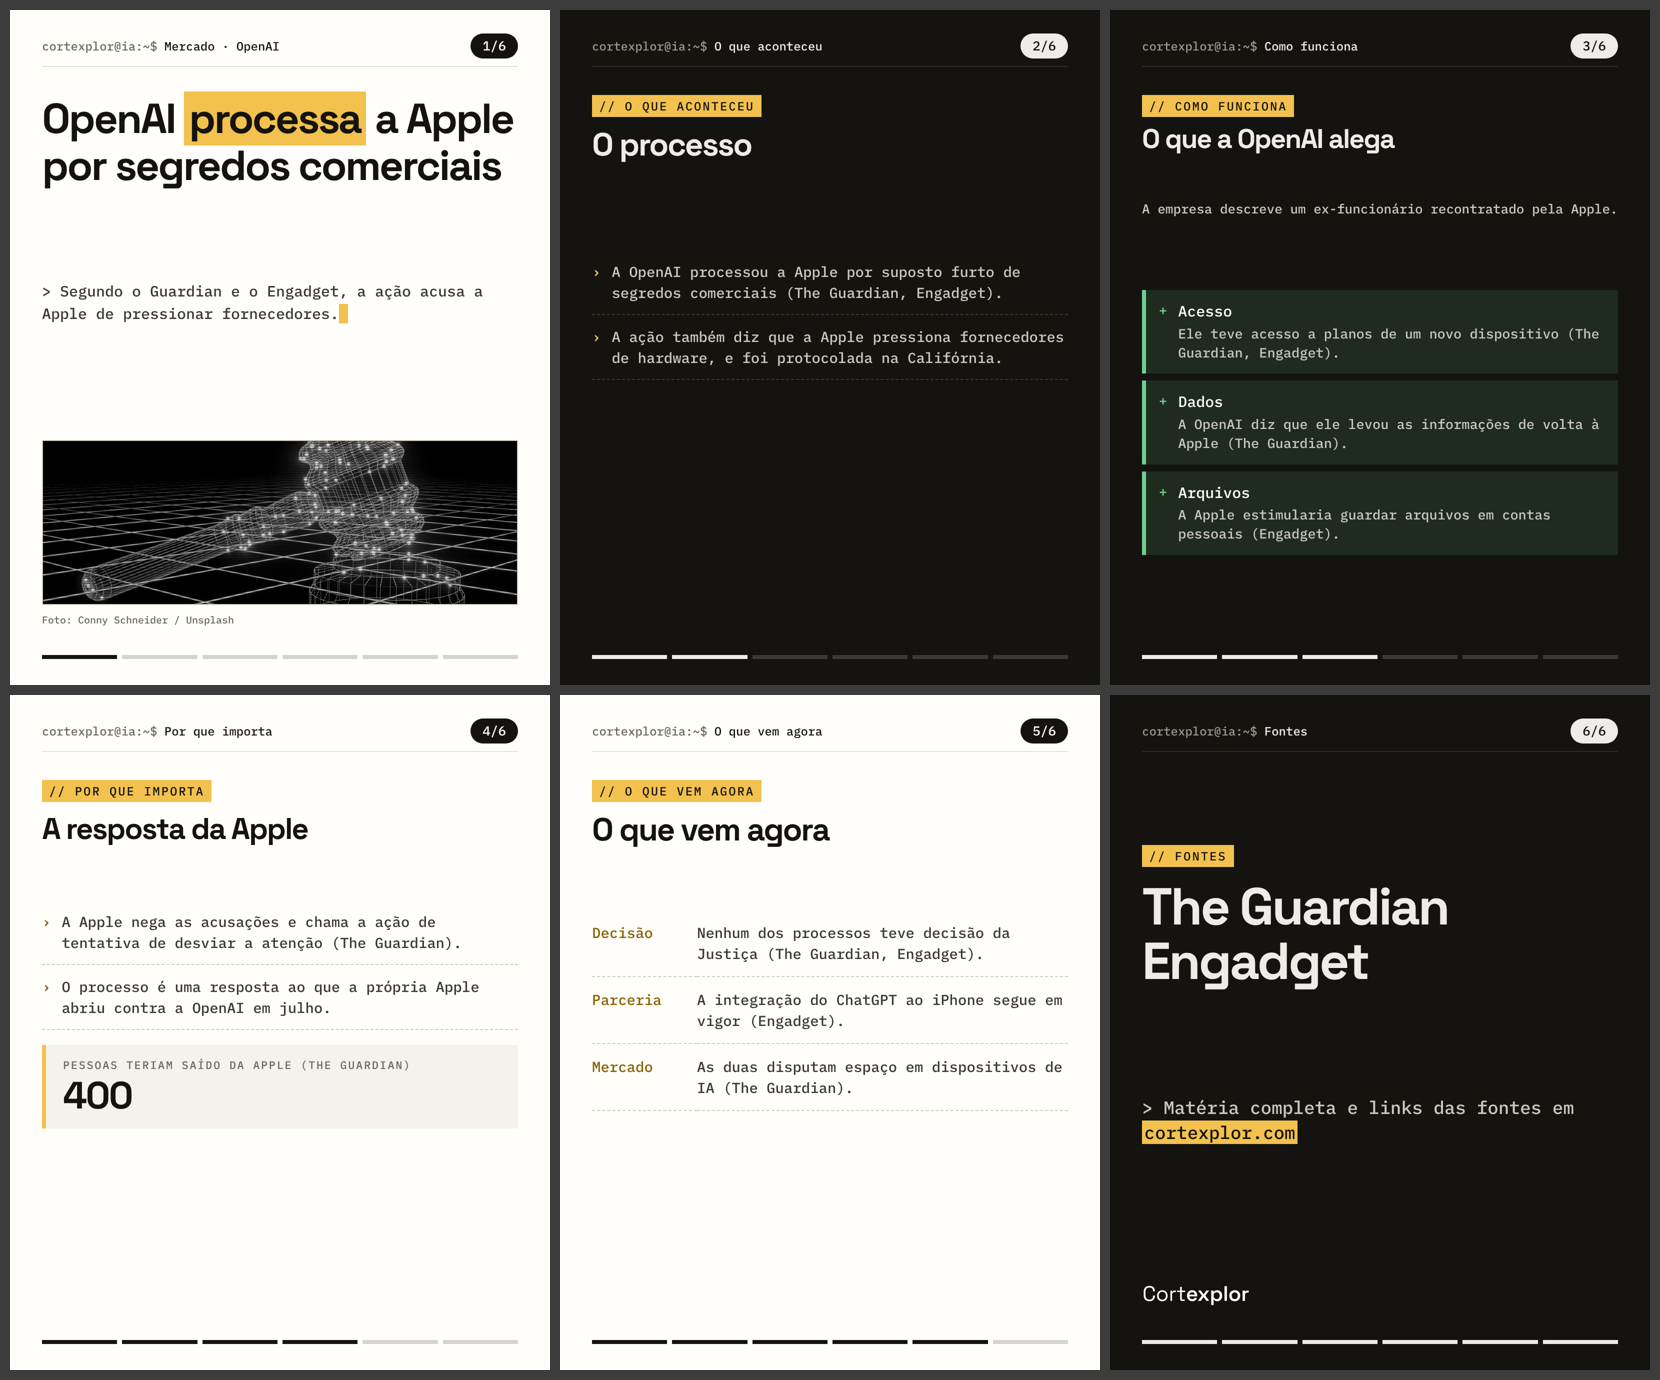 cortexplor@ia:~$ Mercado · OpenAI
1/6
OpenAI processa a Apple
por segredos comerciais
> Segundo o Guardian e o Engadget, a ação acusa a
Apple de pressionar fornecedores.
Foto: Conny Schneider / Unsplash
cortexplor@ia:~$ O que aconteceu
2/6
// O QUE ACONTECEU
O processo
› A OpenAI processou a Apple por suposto furto de
segredos comerciais (The Guardian, Engadget).
› A ação também diz que a Apple pressiona fornecedores
de hardware, e foi protocolada na Califórnia.
cortexplor@ia:~$ Como funciona
3/6
// COMO FUNCIONA
O que a OpenAI alega
A empresa descreve um ex-funcionário recontratado pela Apple.
+ Acesso
Ele teve acesso a planos de um novo dispositivo (The
Guardian, Engadget).
+ Dados
A OpenAI diz que ele levou as informações de volta à
Apple (The Guardian).
+ Arquivos
A Apple estimularia guardar arquivos em contas
pessoais (Engadget).
cortexplor@ia:~$ Por que importa
4/6
// POR QUE IMPORTA
A resposta da Apple
› A Apple nega as acusações e chama a ação de
tentativa de desviar a atenção (The Guardian).
› O processo é uma resposta ao que a própria Apple
abriu contra a OpenAI em julho.
PESSOAS TERIAM SAÍDO DA APPLE (THE GUARDIAN)
400
cortexplor@ia:~$ O que vem agora
5/6
// O QUE VEM AGORA
O que vem agora
Decisão
Nenhum dos processos teve decisão da
Justiça (The Guardian, Engadget).
Parceria
A integração do ChatGPT ao iPhone segue em
vigor (Engadget).
Mercado
As duas disputam espaço em dispositivos de
IA (The Guardian).
cortexplor@ia:~$ Fontes
6/6
// FONTES
The Guardian
Engadget
> Matéria completa e links das fontes em
cortexplor.com
Cortexplor